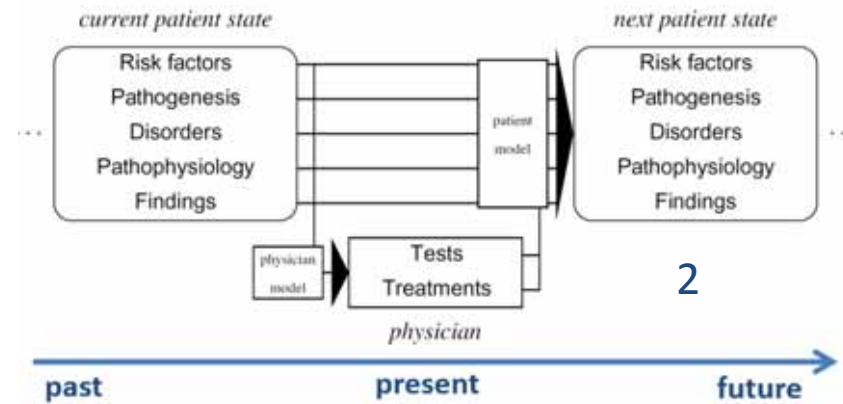 current patient state
next patient state
Risk factors
Pathogenesis
Disorders
Pathophysiology
Findings
patient
model
Risk factors
Pathogenesis
Disorders
Pathophysiology
Findings
...
...
physician
model
Tests
Treatments
physician
2
past
present
future